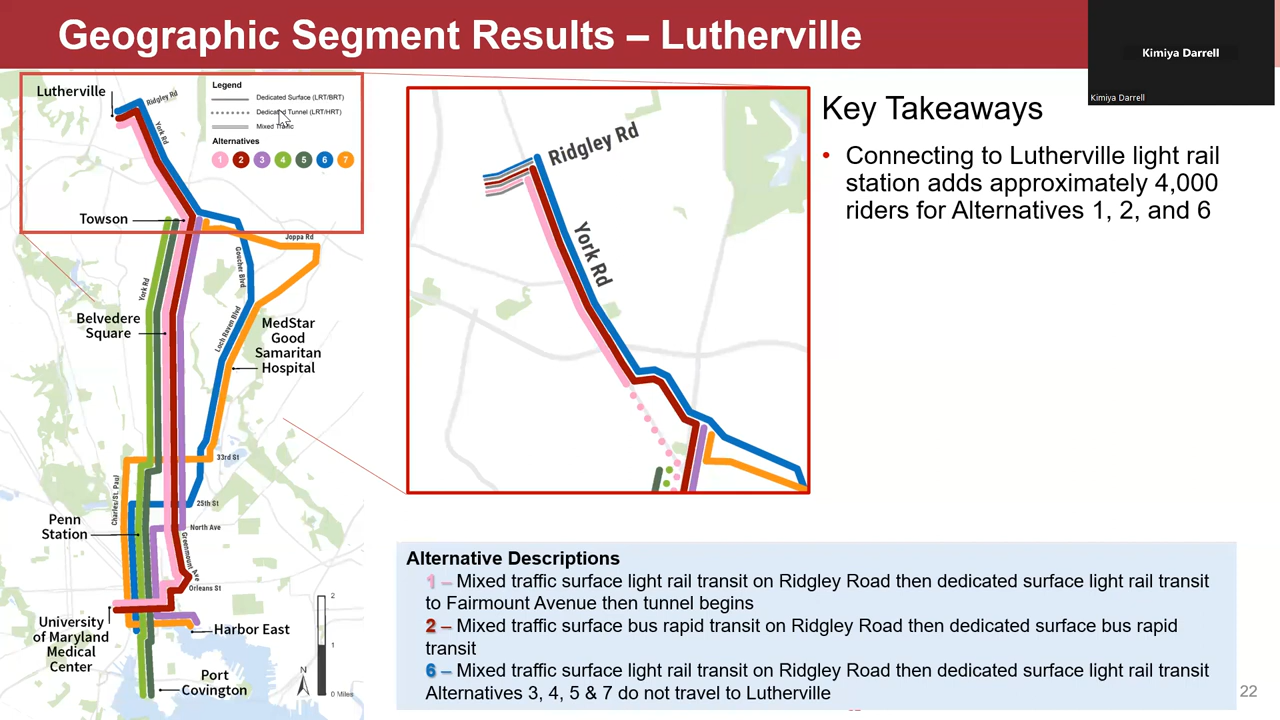 Geographic Segment Results – Lutherville
Kimiya Darrell
Kimiya Darrell
Lutherville
Ridgley Rd
York Rd
Legend
Dedicated Surface (LRT/BRT)
Dedicated Tunnel (LRT/HRT)
Mixed Traffic
Alternatives
1 2 3 4 5 6 7
Towson
Joppa Rd
Goucher Blvd
York Rd
Loch Raven Blvd
Belvedere
Square
MedStar
Good
Samaritan
Hospital
33rd St
Charles/St. Paul
25th St
Penn
Station
North Ave
Greenmount Ave
Orleans St
University
of Maryland
Medical
Center
Harbor East
Port
Covington
N
2
1
0 Miles
Ridgley Rd
York Rd
Key Takeaways
• Connecting to Lutherville light rail
station adds approximately 4,000
riders for Alternatives 1, 2, and 6
Alternative Descriptions
1 – Mixed traffic surface light rail transit on Ridgley Road then dedicated surface light rail transit
to Fairmount Avenue then tunnel begins
2 – Mixed traffic surface bus rapid transit on Ridgley Road then dedicated surface bus rapid
transit
6 – Mixed traffic surface light rail transit on Ridgley Road then dedicated surface light rail transit
Alternatives 3, 4, 5 & 7 do not travel to Lutherville
22